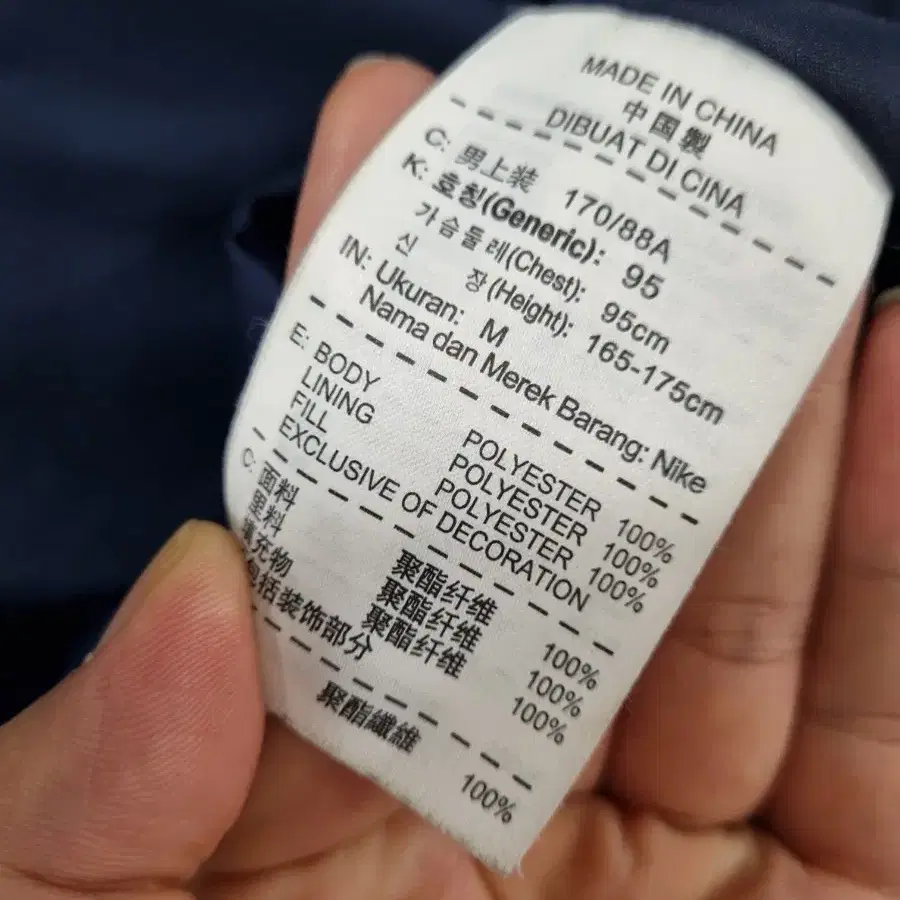 MADE IN CHINA
中国製
DIBUAT DI CINA
C: 男上装 170/88A
K: 호칭(Generic): 95
가슴둘레(Chest): 95cm
신 장(Height): 165-175cm
IN: Ukuran: M
Nama dan Merek Barang: Nike
E: BODY POLYESTER 100%
LINING POLYESTER 100%
FILL POLYESTER 100%
EXCLUSIVE OF DECORATION
C: 面料 聚酯纤维 100%
里料 聚酯纤维 100%
填充物 聚酯纤维 100%
包括装饰部分
聚酯纖維 100%